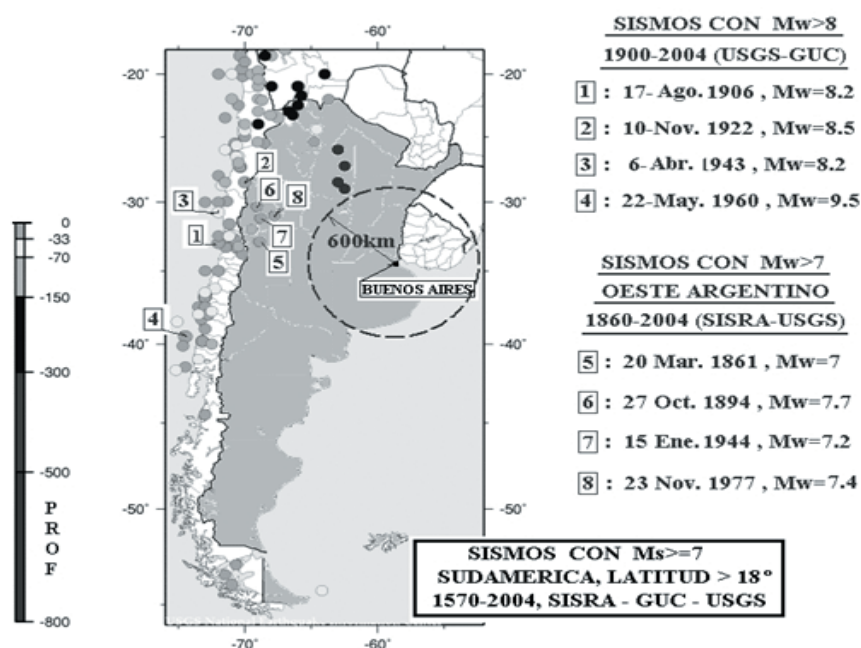 -70°
-60°
-20°
-30°
-40°
-50°
-70°
-60°
0
-33
-70
-150
-300
-500
-800
P
R
O
F
2
6
8
3
1
7
5
4
600km
BUENOS AIRES
SISMOS CON Mw>8
1900-2004 (USGS-GUC)
1 : 17- Ago. 1906 , Mw=8.2
2 : 10-Nov. 1922 , Mw=8.5
3 : 6-Abr. 1943 , Mw=8.2
4 : 22-May. 1960 , Mw=9.5
SISMOS CON Mw>7
OESTE ARGENTINO
1860-2004 (SISRA-USGS)
5 : 20 Mar. 1861 , Mw=7
6 : 27 Oct. 1894 , Mw=7.7
7 : 15 Ene. 1944 , Mw=7.2
8 : 23 Nov. 1977 , Mw=7.4
SISMOS CON Ms>=7
SUDAMERICA, LATITUD > 18°
1570-2004, SISRA - GUC - USGS